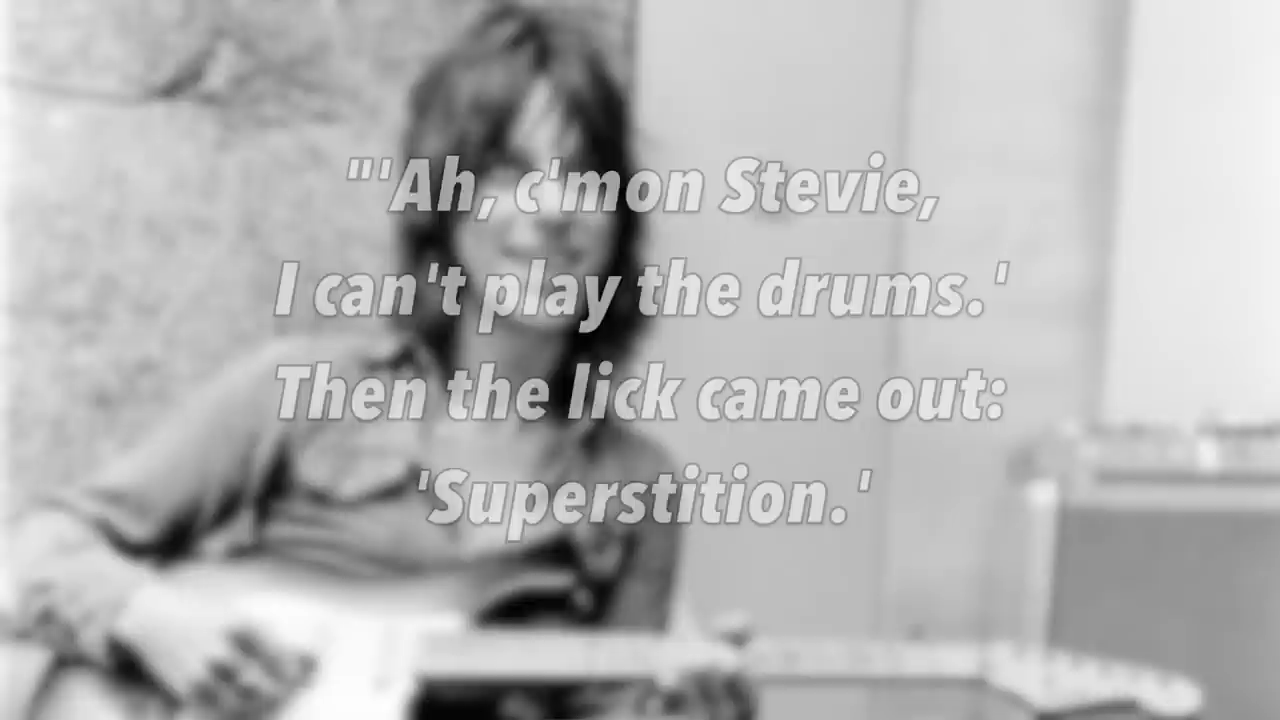 "'Ah, c'mon Stevie,
I can't play the drums.'
Then the lick came out:
'Superstition.'